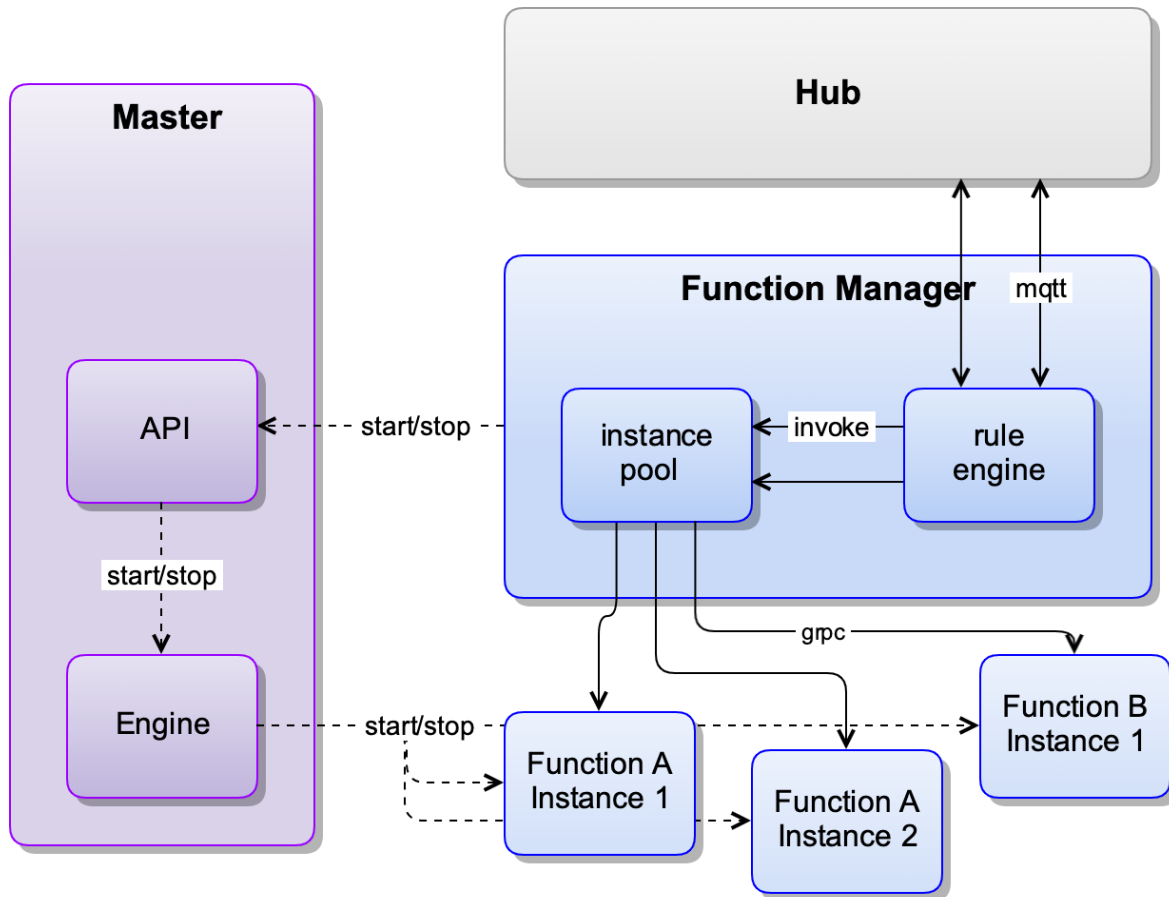 Hub
Master
Function Manager
mqtt
API
start/stop
instance
pool
invoke
rule
engine
start/stop
grpc
Engine
start/stop
Function A
Instance 1
Function A
Instance 2
Function B
Instance 1